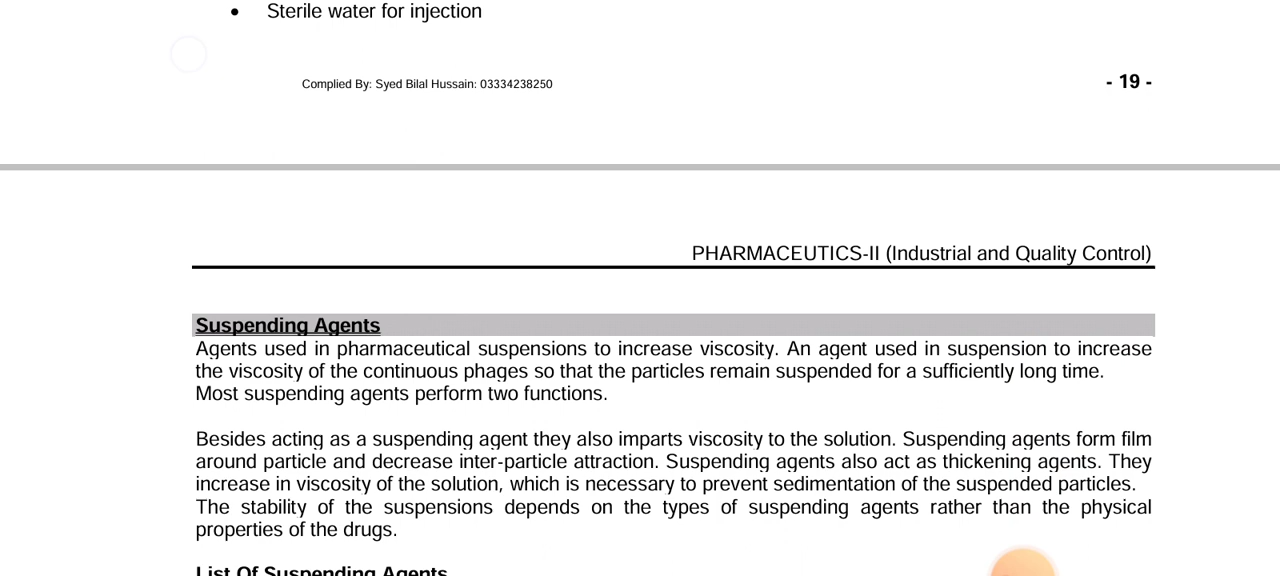 • Sterile water for injection
Complied By: Syed Bilal Hussain: 03334238250
- 19 -
PHARMACEUTICS-II (Industrial and Quality Control)
Suspending Agents
Agents used in pharmaceutical suspensions to increase viscosity. An agent used in suspension to increase
the viscosity of the continuous phages so that the particles remain suspended for a sufficiently long time.
Most suspending agents perform two functions.
Besides acting as a suspending agent they also imparts viscosity to the solution. Suspending agents form film
around particle and decrease inter-particle attraction. Suspending agents also act as thickening agents. They
increase in viscosity of the solution, which is necessary to prevent sedimentation of the suspended particles.
The stability of the suspensions depends on the types of suspending agents rather than the physical
properties of the drugs.
List Of Suspending Agents